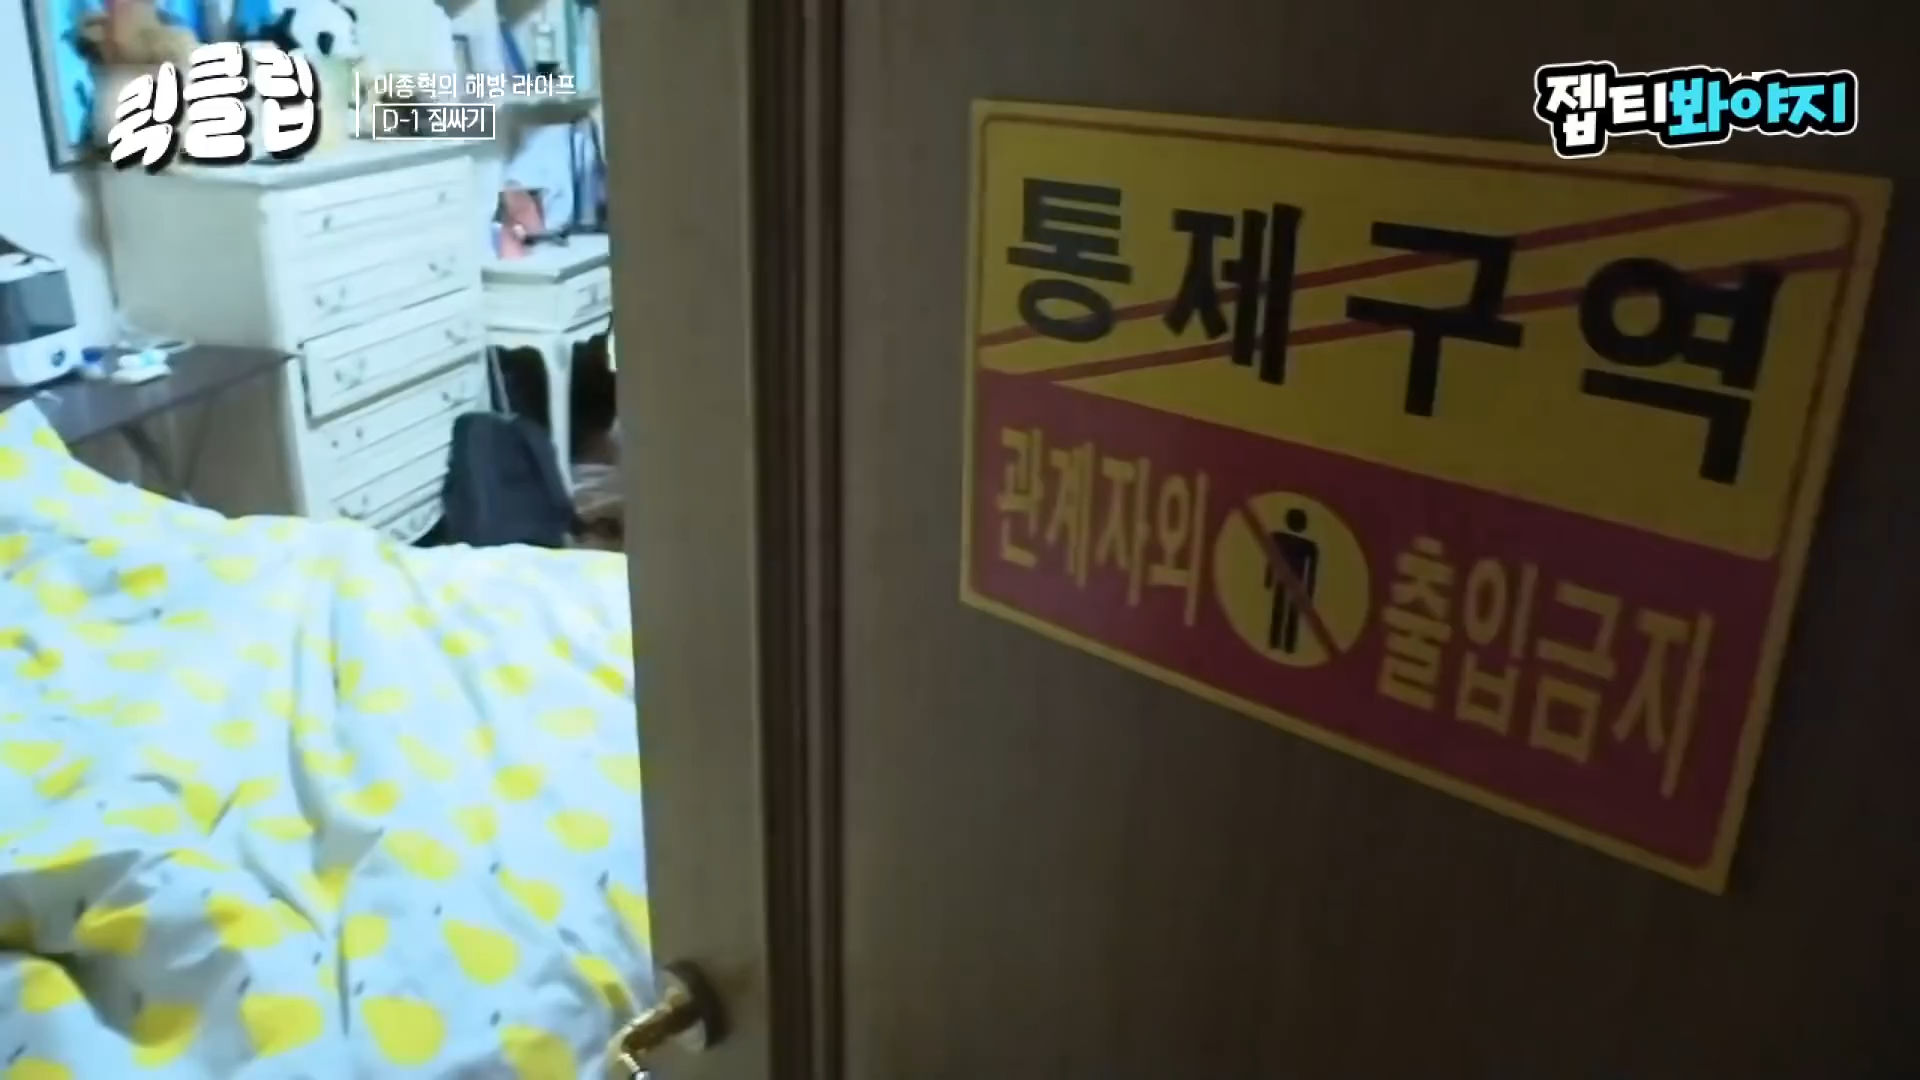 퀵클립
이종혁의 해방 라이프
D-1 짐싸기
젭티봐야지
통제구역
관계자외 출입금지